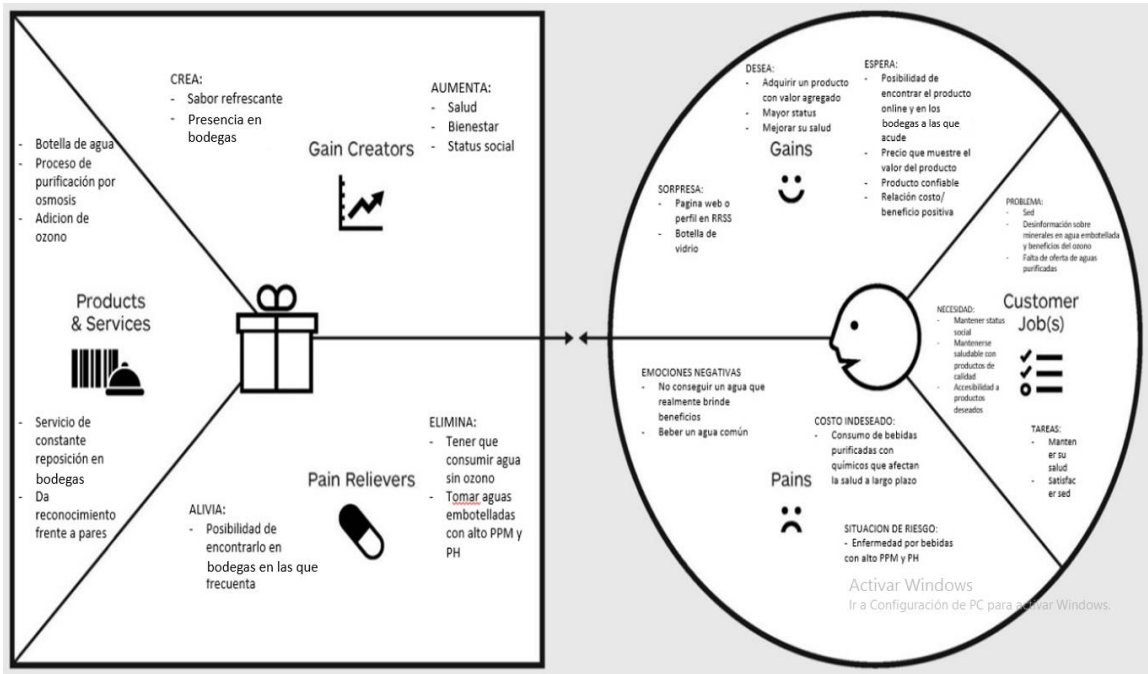 CREA:
- Sabor refrescante
- Presencia en
bodegas
AUMENTA:
- Salud
- Bienestar
- Status social
Gain Creators
- Botella de agua
- Proceso de
purificación por
osmosis
- Adicion de
ozono
Products
& Services
- Servicio de
constante
reposición en
bodegas
- Da
reconocimiento
frente a pares
Pain Relievers
ELIMINA:
- Tener que
consumir agua
sin ozono
- Tomar aguas
embotelladas
con alto PPM y
PH
ALIVIA:
- Posibilidad de
encontrarlo en
bodegas en las que
frecuenta
DESEA:
- Adquirir un producto
con valor agregado
- Mayor status
- Mejorar su salud
Gains
ESPERA:
- Posibilidad de
encontrar el producto
online y en los
bodegas a las que
acude
- Precio que muestre el
valor del producto
- Producto confiable
- Relación costo/
beneficio positiva
SORPRESA:
- Pagina web o
perfil en RRSS
- Botella de
vidrio
PROBLEMA:
- Sed
- Desinformación sobre
minerales en agua embotellada
y beneficios del ozono
- Falta de oferta de aguas
purificadas
Customer
Job(s)
NECESIDAD:
- Mantener status
social
- Mantenerse
saludable con
productos de
calidad
- Accesibilidad a
productos
deseados
TAREAS:
- Manten
er su
salud
- Satisfac
er sed
EMOCIONES NEGATIVAS
- No conseguir un agua que
realmente brinde
beneficios
- Beber un agua común
COSTO INDESEADO:
- Consumo de bebidas
purificadas con
químicos que afectan
la salud a largo plazo
Pains
SITUACION DE RIESGO:
- Enfermedad por bebidas
con alto PPM y PH
Activar Windows
Ir a Configuración de PC para activar Windows.